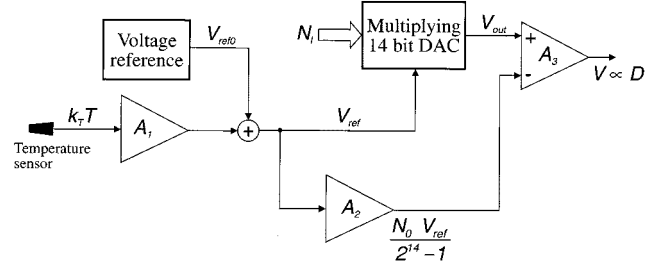 Voltage
reference
V_ref0
N_i
Multiplying
14 bit DAC
V_out
+
-
A_3
V ∝ D
k_T T
Temperature
sensor
A_1
+
V_ref
A_2
N_0 V_ref
2^14 -1